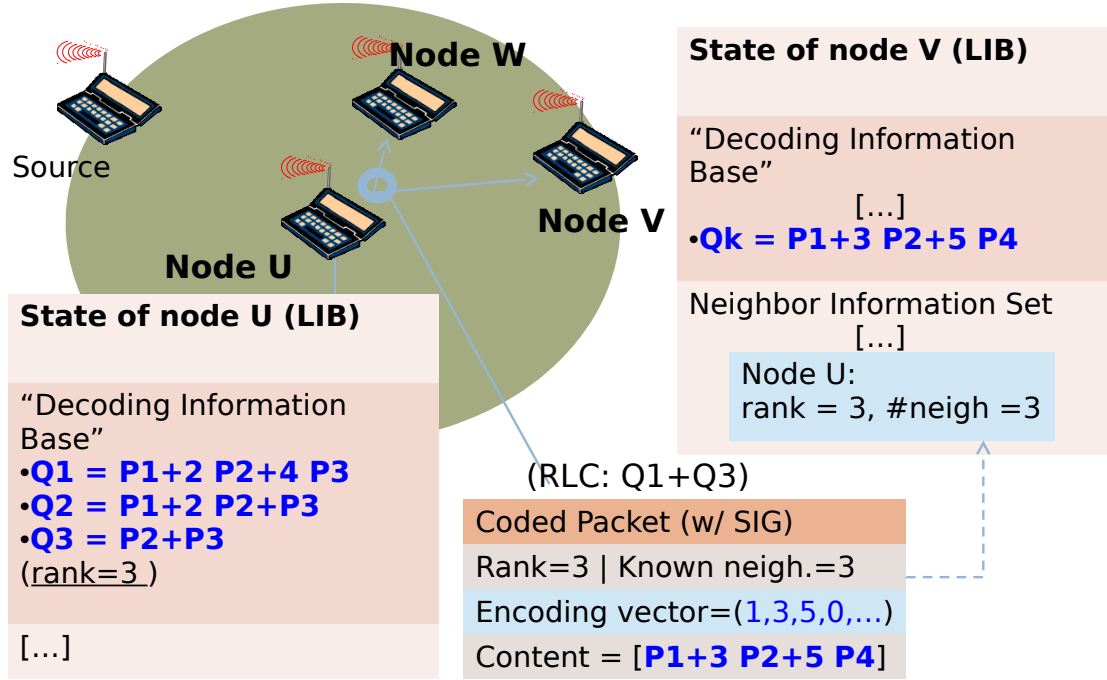 Node W
Source
Node V
Node U
State of node V (LIB)
“Decoding Information
Base”
[…]
•Qk = P1+3 P2+5 P4
Neighbor Information Set
[…]
Node U:
rank = 3, #neigh =3
State of node U (LIB)
“Decoding Information
Base”
•Q1 = P1+2 P2+4 P3
•Q2 = P1+2 P2+P3
•Q3 = P2+P3
(rank=3 )
[…]
(RLC: Q1+Q3)
Coded Packet (w/ SIG)
Rank=3 | Known neigh.=3
Encoding vector=(1,3,5,0,…)
Content = [P1+3 P2+5 P4]